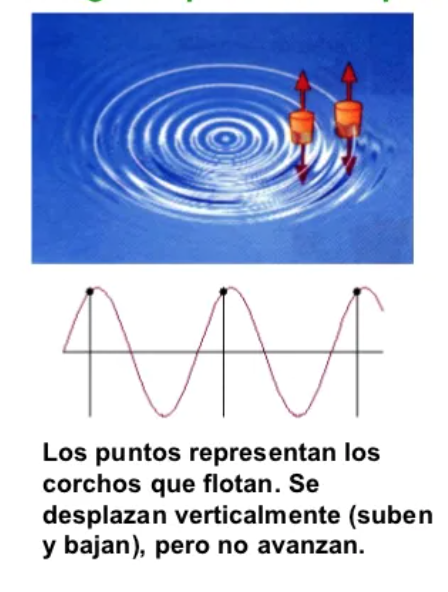 Los puntos representan los
corchos que flotan. Se
desplazan verticalmente (suben
y bajan), pero no avanzan.